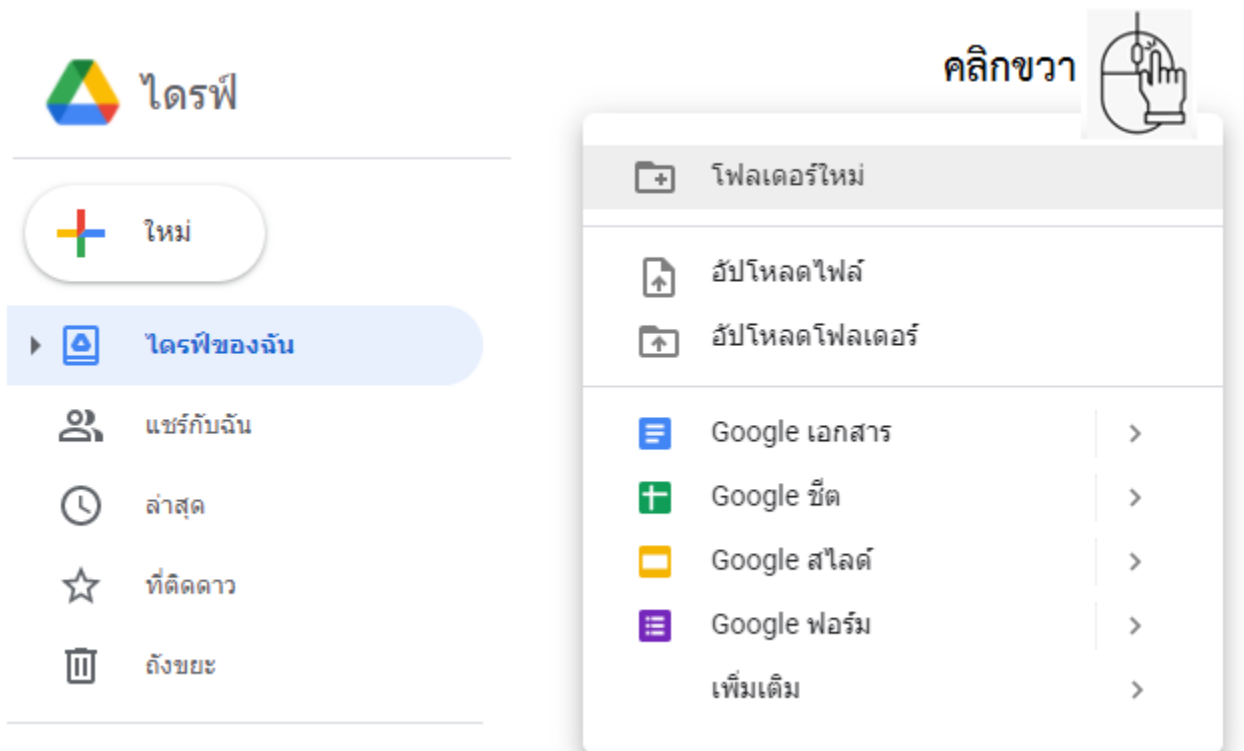 ไดรฟ์
ใหม่
ไดรฟ์ของฉัน
แชร์กับฉัน
ล่าสุด
ที่ติดดาว
ถังขยะ
คลิกขวา
โฟลเดอร์ใหม่
อัปโหลดไฟล์
อัปโหลดโฟลเดอร์
Google เอกสาร
Google ชีต
Google สไลด์
Google ฟอร์ม
เพิ่มเติม